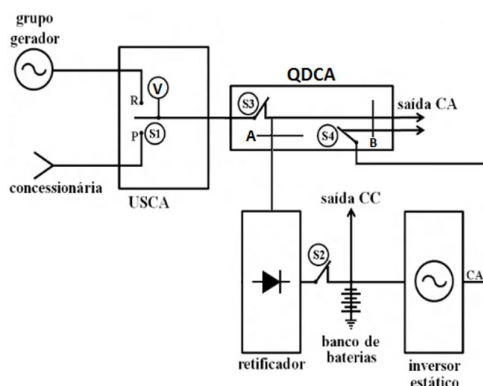 grupo
gerador
R
V
S1
P
concessionária
USCA
QDCA
S3
saída CA
A
S4
B
saída CC
S2
CA
banco de
baterias
retificador
inversor
estático